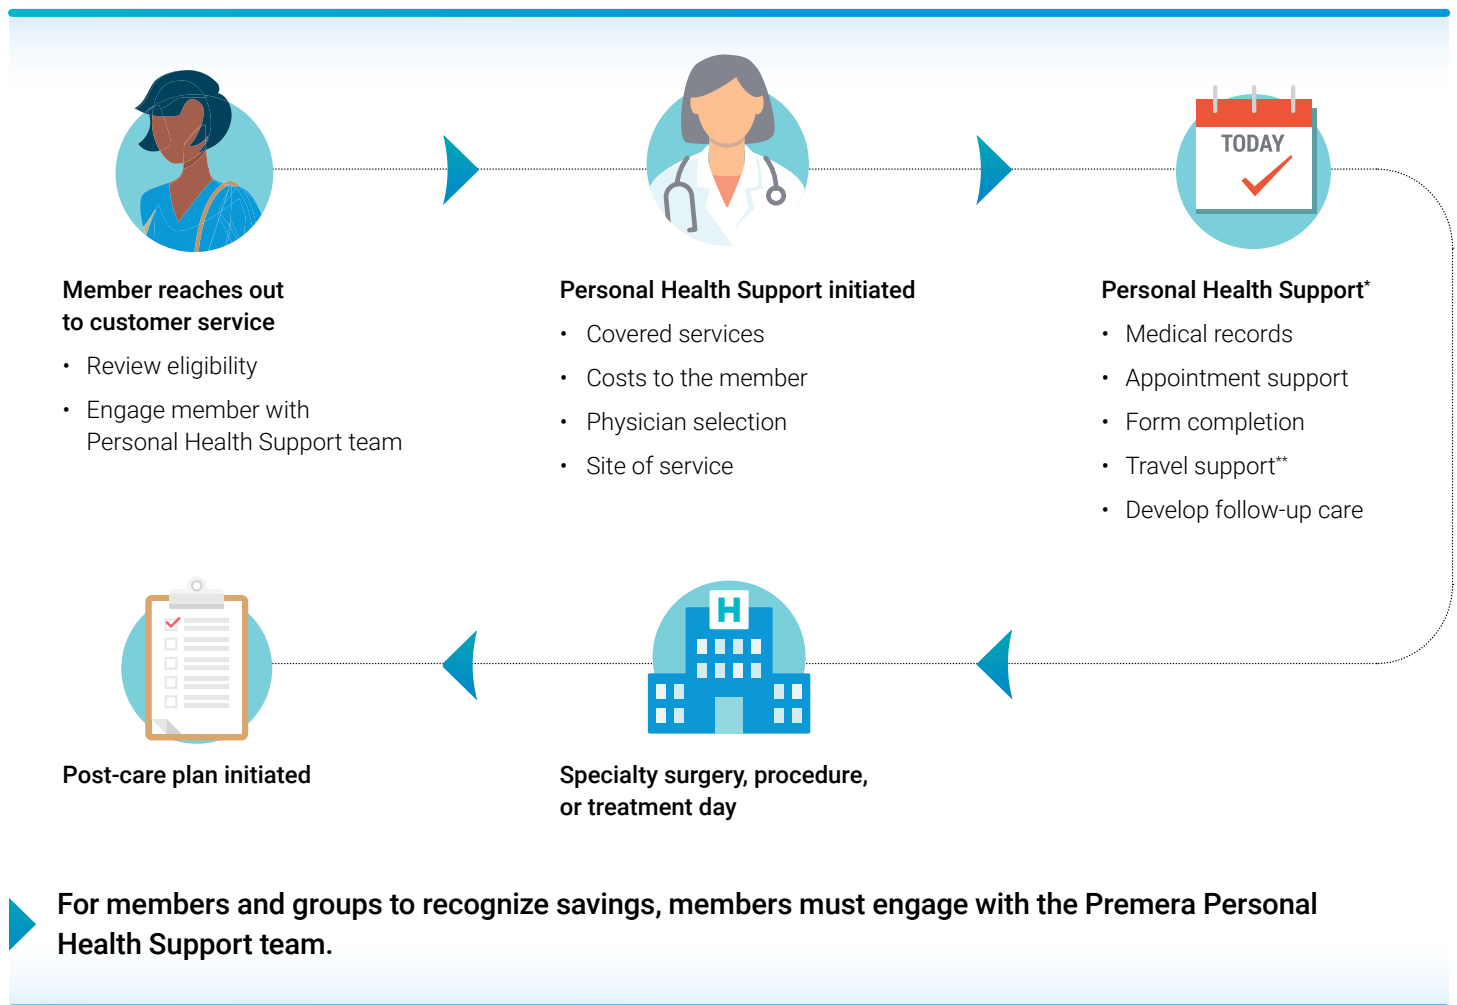 TODAY
Member reaches out
to customer service
• Review eligibility
• Engage member with
Personal Health Support team
Personal Health Support initiated
• Covered services
• Costs to the member
• Physician selection
• Site of service
Personal Health Support*
• Medical records
• Appointment support
• Form completion
• Travel support**
• Develop follow-up care
H
Post-care plan initiated
Specialty surgery, procedure,
or treatment day
For members and groups to recognize savings, members must engage with the Premera Personal
Health Support team.